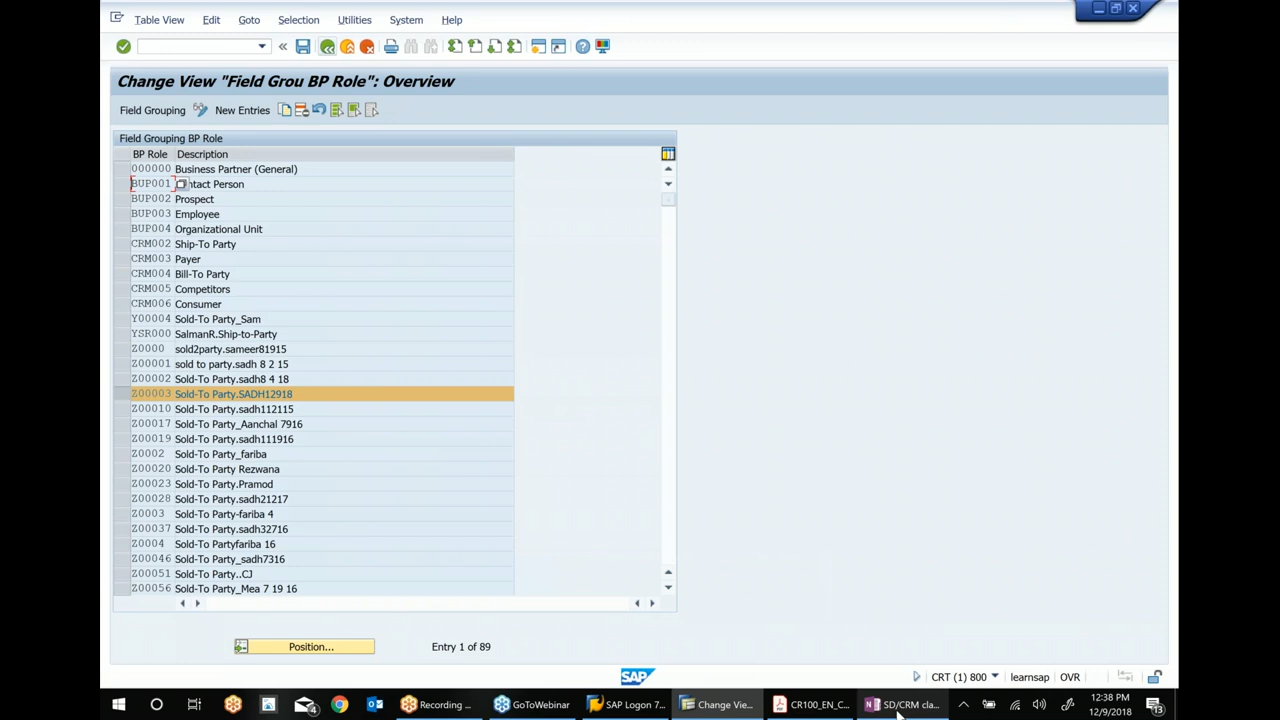 Table View Edit Goto Selection Utilities System Help
Change View "Field Grou BP Role": Overview
Field Grouping New Entries
Field Grouping BP Role
BP Role Description
000000 Business Partner (General)
BUP001 ntact Person
BUP002 Prospect
BUP003 Employee
BUP004 Organizational Unit
CRM002 Ship-To Party
CRM003 Payer
CRM004 Bill-To Party
CRM005 Competitors
CRM006 Consumer
Y00004 Sold-To Party_Sam
YSR000 SalmanR.Ship-to-Party
Z0000 sold2party.sameer81915
Z00001 sold to party.sadh 8 2 15
Z00002 Sold-To Party.sadh8 4 18
Z00003 Sold-To Party.SADH12918
Z00010 Sold-To Party.sadh112115
Z00017 Sold-To Party_Aanchal 7916
Z00019 Sold-To Party.sadh111916
Z0002 Sold-To Party_fariba
Z00020 Sold-To Party Rezwana
Z00023 Sold-To Party.Pramod
Z00028 Sold-To Party.sadh21217
Z0003 Sold-To Party-fariba 4
Z00037 Sold-To Party.sadh32716
Z0004 Sold-To Partyfariba 16
Z00046 Sold-To Party_sadh7316
Z00051 Sold-To Party..CJ
Z00056 Sold-To Party_Mea 7 19 16
Position... Entry 1 of 89
SAP
CRT (1) 800 learnsap OVR
Recording ... GoToWebinar SAP Logon 7... Change Vie... CR100_EN_C... SD/CRM cla... 12:38 PM
12/9/2018 13